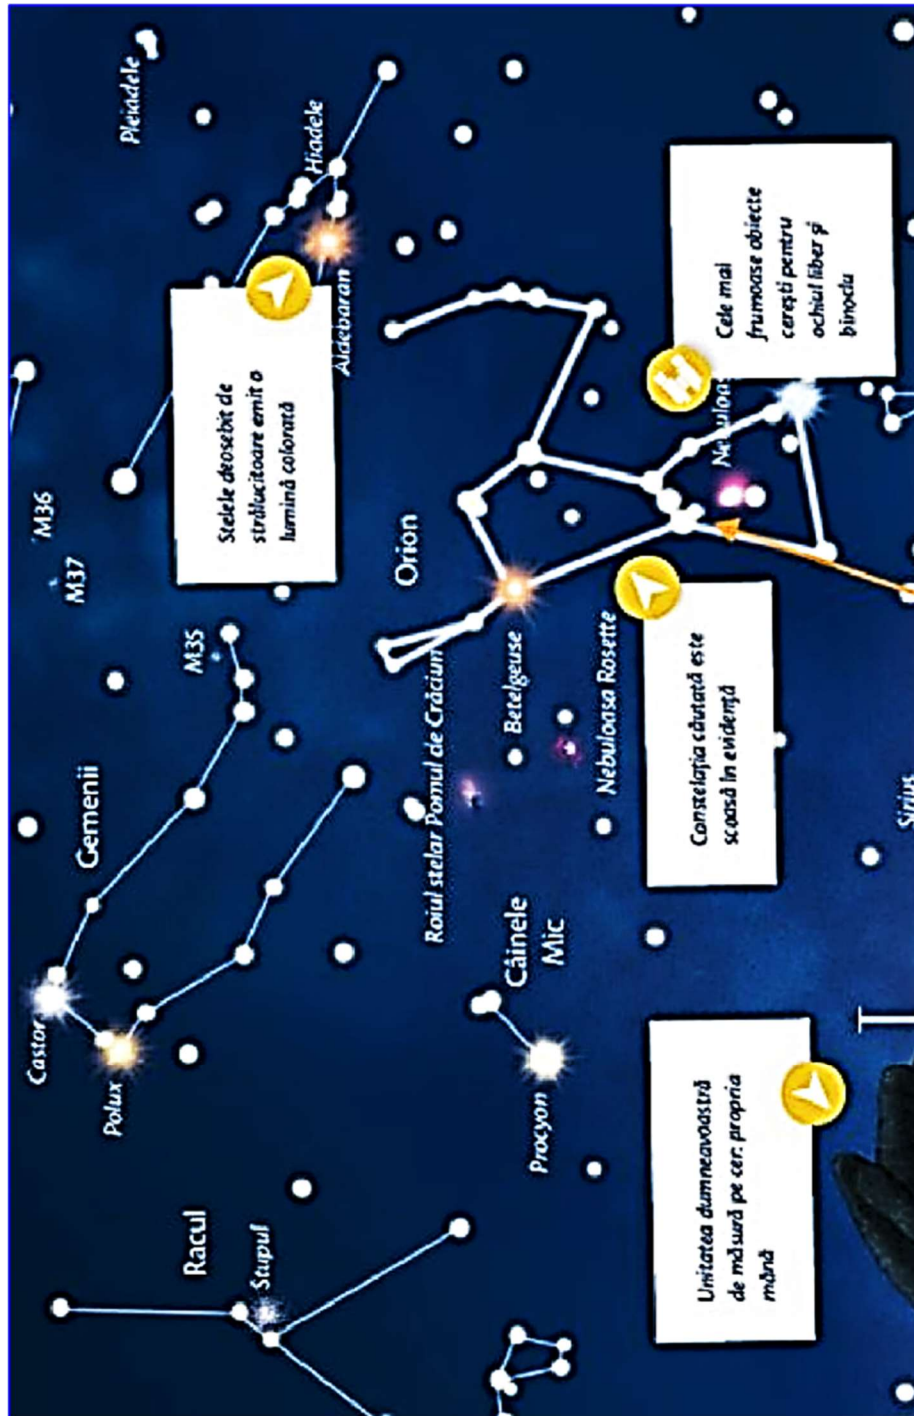 Pleiadele
Hiadele
Aldebaran
M36
M37
M35
Stelele deosebit de
strălucitoare emit o
lumină colorată
Orion
Gemenii
Castor
Polux
Betelgeuse
Roiul stelar Pomul de Crăciun
Nebuloasa Rosette
Cele mai
frumoase obiecte
cerești pentru
ochiul liber și
binoclu
Constelația căutată este
scoasă în evidență
Câinele
Mic
Procyon
Sirius
Racul
Stupul
Unitatea dumneavoastră
de măsură pe cer: propria
mână